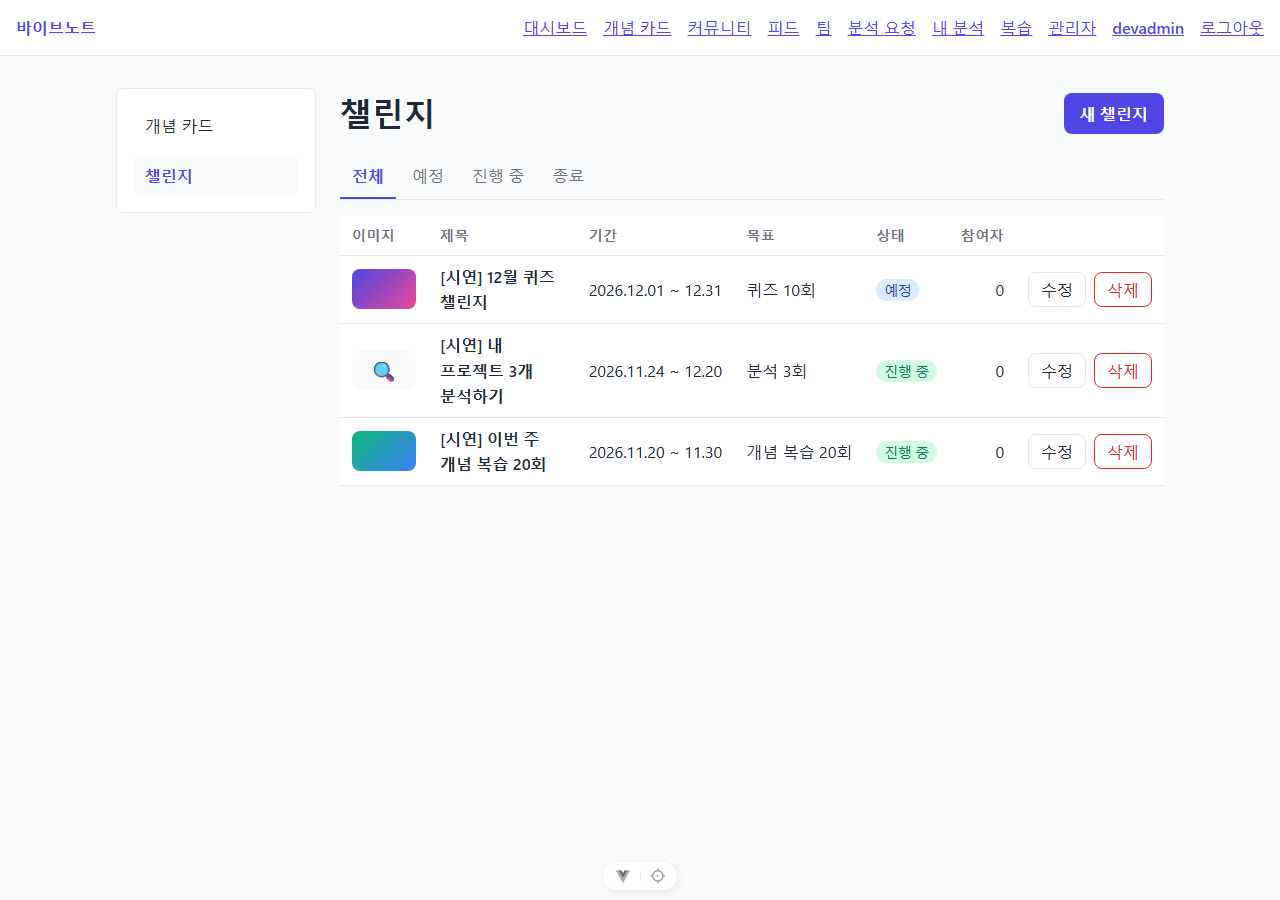 바이브노트
대시보드 개념 카드 커뮤니티 피드 팀 분석 요청 내 분석 복습 관리자 devadmin 로그아웃
개념 카드
챌린지
챌린지
새 챌린지
전체 예정 진행 중 종료
이미지 제목 기간 목표 상태 참여자
[시연] 12월 퀴즈
챌린지
2026.12.01 ~ 12.31 퀴즈 10회 예정 0 수정 삭제
[시연] 내
프로젝트 3개
분석하기
2026.11.24 ~ 12.20 분석 3회 진행 중 0 수정 삭제
[시연] 이번 주
개념 복습 20회
2026.11.20 ~ 11.30 개념 복습 20회 진행 중 0 수정 삭제